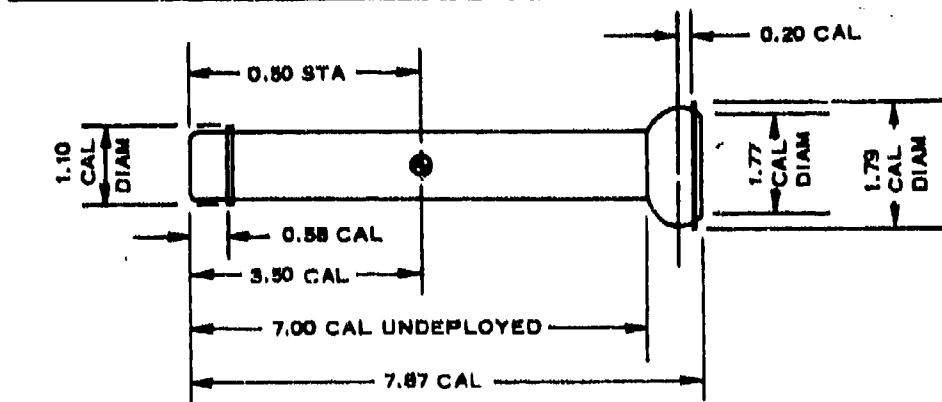 0.20 CAL
0.50 STA
1.10
CAL
DIAM
1.77
CAL
DIAM
1.79
CAL
DIAM
0.58 CAL
3.50 CAL
7.00 CAL UNDEPLOYED
7.87 CAL